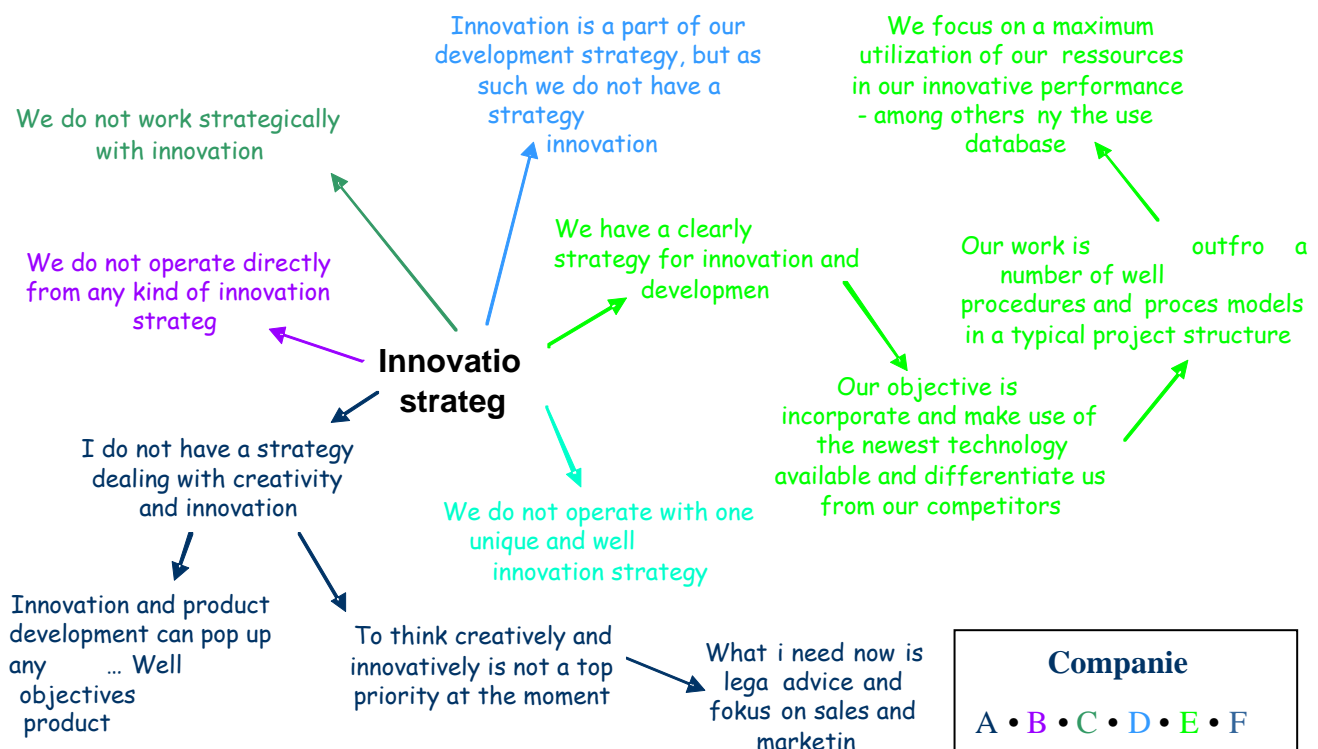 Innovation is a part of our
development strategy, but as
such we do not have a
strategy
innovation
We focus on a maximum
utilization of our ressources
in our innovative performance
- among others ny the use
database
We do not work strategically
with innovation
We have a clearly
strategy for innovation and
developmen
Our work is outfro a
number of well
procedures and proces models
in a typical project structure
We do not operate directly
from any kind of innovation
strateg
Innovatio
strateg
Our objective is
incorporate and make use of
the newest technology
available and differentiate us
from our competitors
I do not have a strategy
dealing with creativity
and innovation
We do not operate with one
unique and well
innovation strategy
Innovation and product
development can pop up
any ... Well
objectives
product
To think creatively and
innovatively is not a top
priority at the moment
What i need now is
lega advice and
fokus on sales and
marketin
Companie
A • B • C • D • E • F